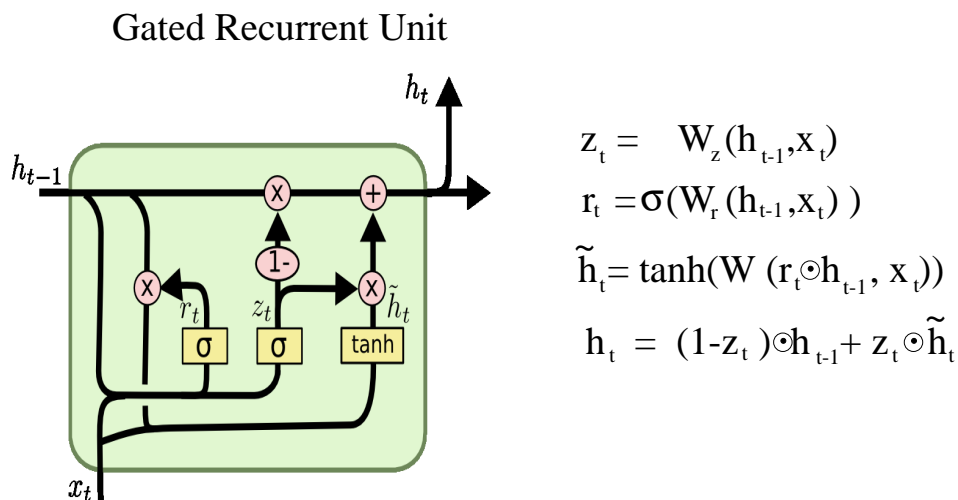 Gated Recurrent Unit
h_t
h_{t-1}
x
+
1-
x
r_t
z_t
x
h̃_t
σ
σ
tanh
x_t
z_t = W_z(h_{t-1},x_t)
r_t =σ(W_r(h_{t-1},x_t) )
h̃_t= tanh(W (r_t⊙h_{t-1}, x_t))
h_t = (1-z_t)⊙h_{t-1}+ z_t⊙h̃_t